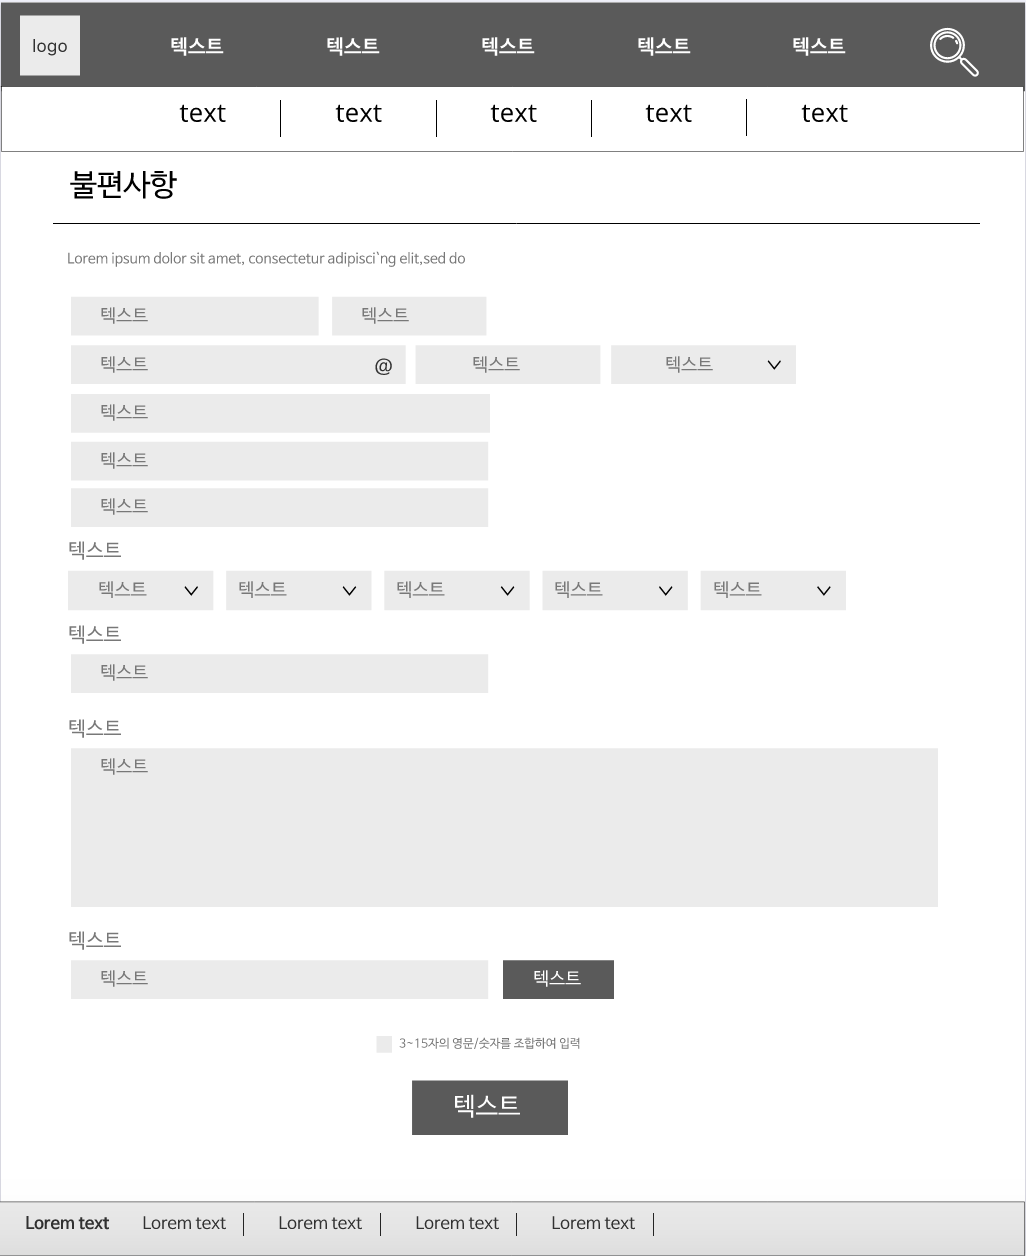 logo 텍스트 텍스트 텍스트 텍스트 텍스트
text text text text text
불편사항
Lorem ipsum dolor sit amet, consectetur adipisci`ng elit,sed do
텍스트 텍스트
텍스트 @ 텍스트 텍스트
텍스트
텍스트
텍스트
텍스트
텍스트 텍스트 텍스트 텍스트 텍스트
텍스트
텍스트
텍스트
텍스트
텍스트
텍스트 텍스트
3~15자의 영문/숫자를 조합하여 입력
텍스트
Lorem text Lorem text Lorem text Lorem text Lorem text